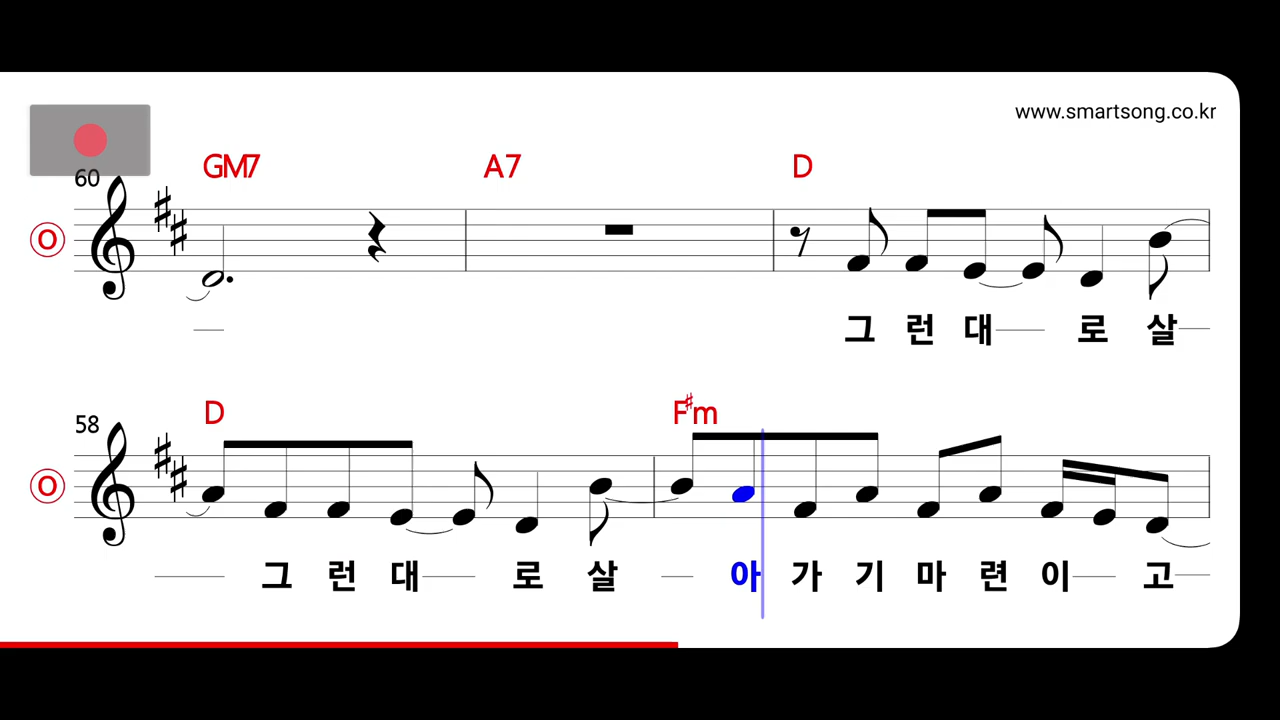 www.smartsong.co.kr
60 GM7 A7 D
O
그 런 대 로 살
58 D F#m
O
그 런 대 로 살 아 가 기 마 련 이 고